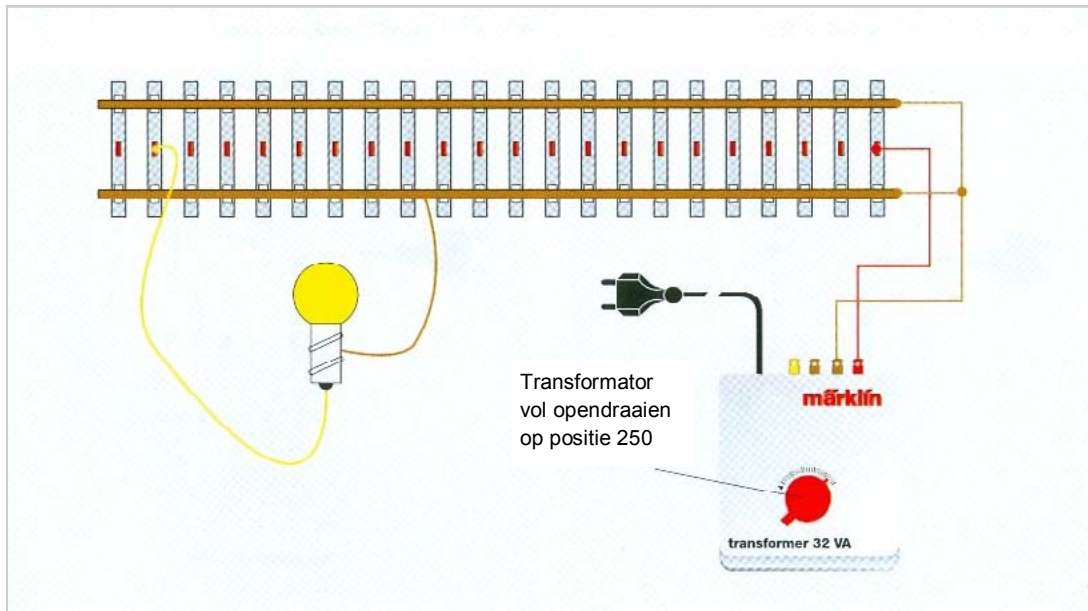 Transformator
vol opendraaien
op positie 250
märklin
transformer 32 VA